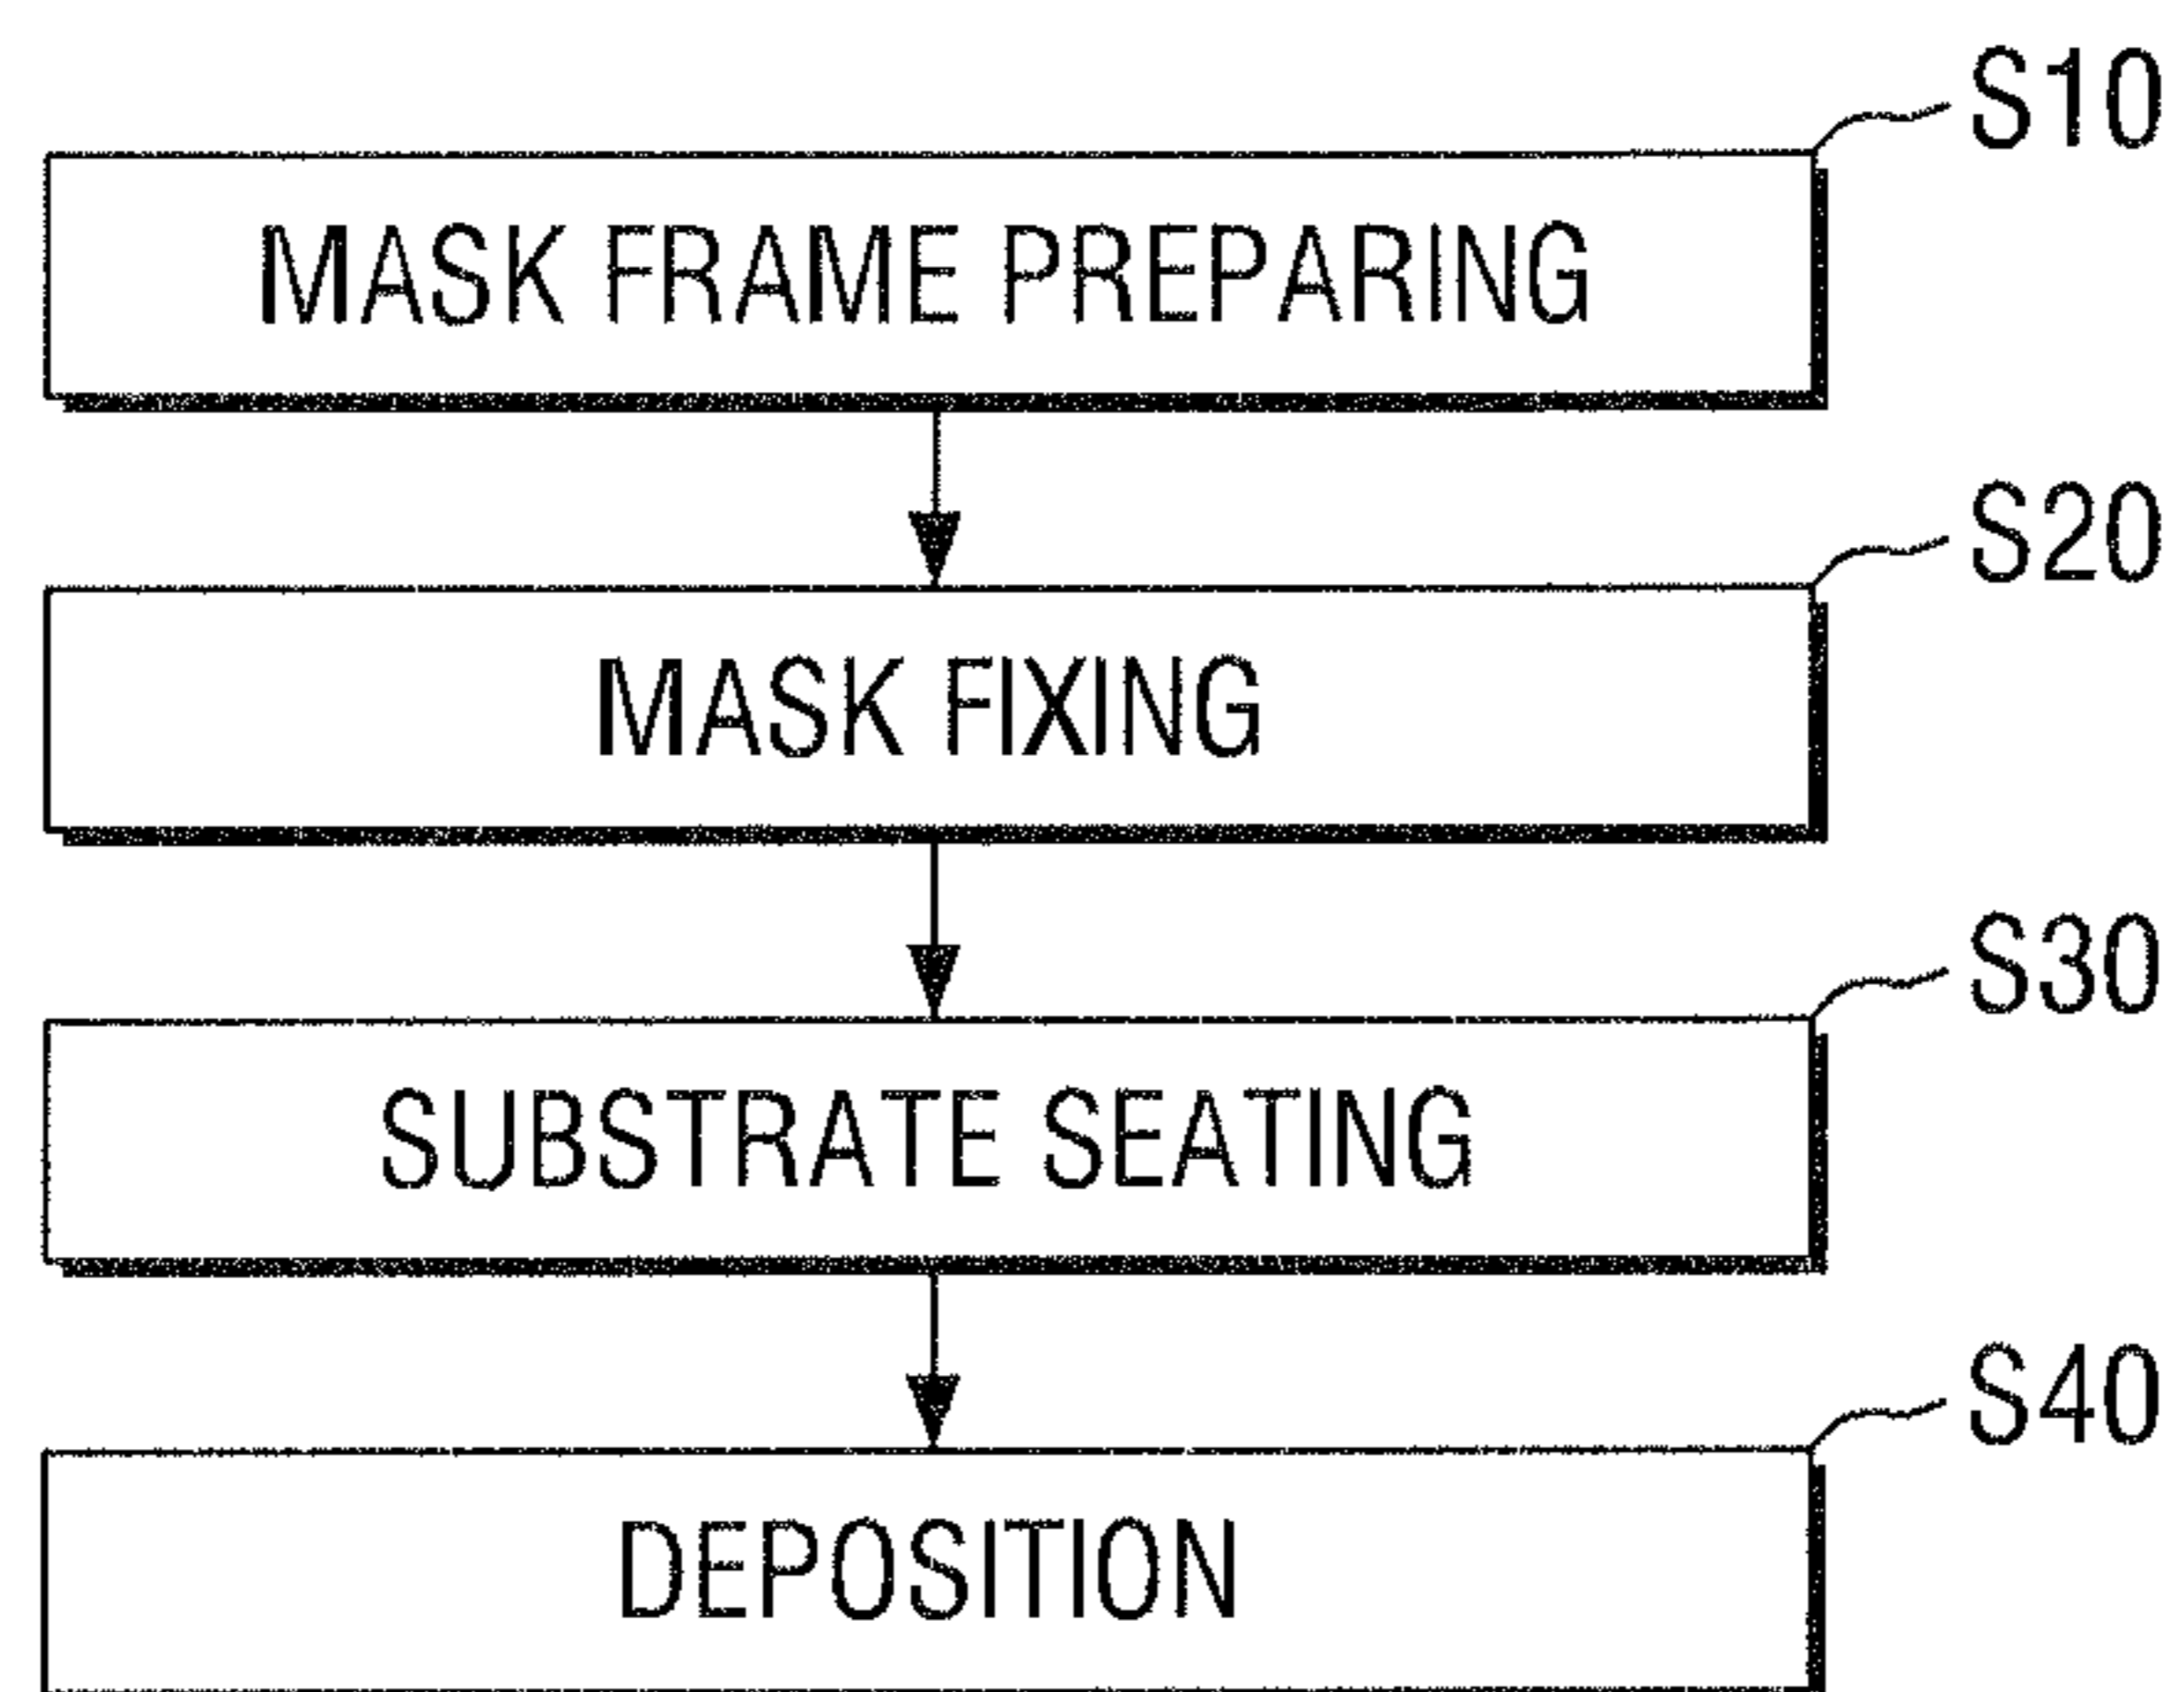 S10
MASK FRAME PREPARING
S20
MASK FIXING
S30
SUBSTRATE SEATING
S40
DEPOSITION